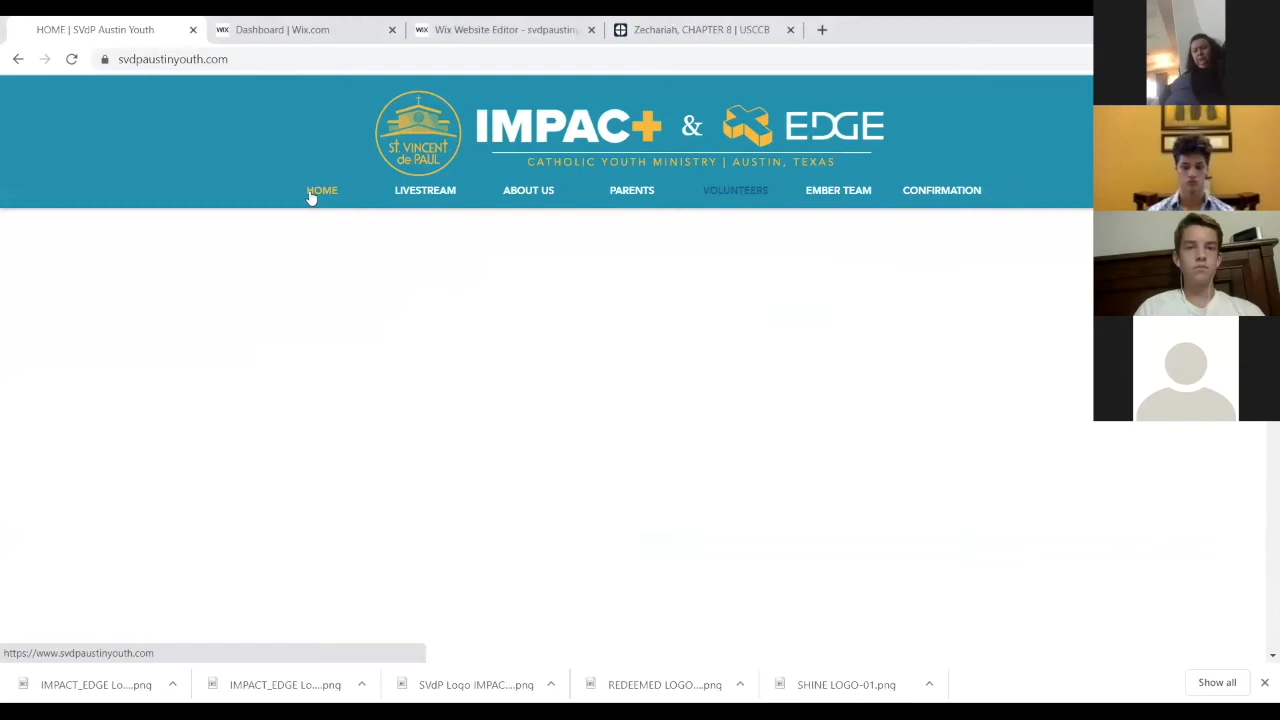 HOME | SVdP Austin Youth
WIX Dashboard | Wix.com
WIX Wix Website Editor - svdpaustiny
Zechariah, CHAPTER 8 | USCCB
svdpaustinyouth.com
ST. VINCENT
de PAUL
IMPAC+ & EDGE
CATHOLIC YOUTH MINISTRY | AUSTIN, TEXAS
HOME LIVESTREAM ABOUT US PARENTS VOLUNTEERS EMBER TEAM CONFIRMATION
https://www.svdpaustinyouth.com
IMPACT_EDGE Lo....png IMPACT_EDGE Lo....png SVdP Logo IMPAC....png REDEEMED LOGO....png SHINE LOGO-01.png Show all